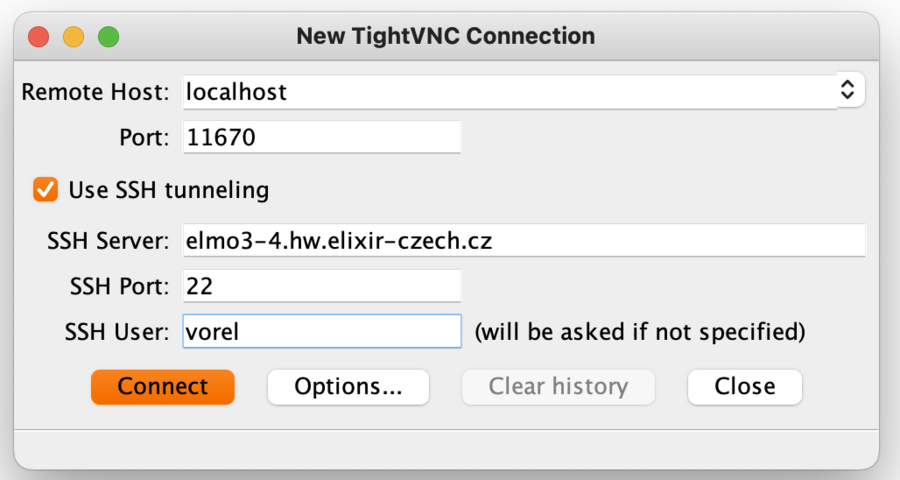 New TightVNC Connection
Remote Host: localhost
Port: 11670
Use SSH tunneling
SSH Server: elmo3-4.hw.elixir-czech.cz
SSH Port: 22
SSH User: vorel (will be asked if not specified)
Connect Options... Clear history Close